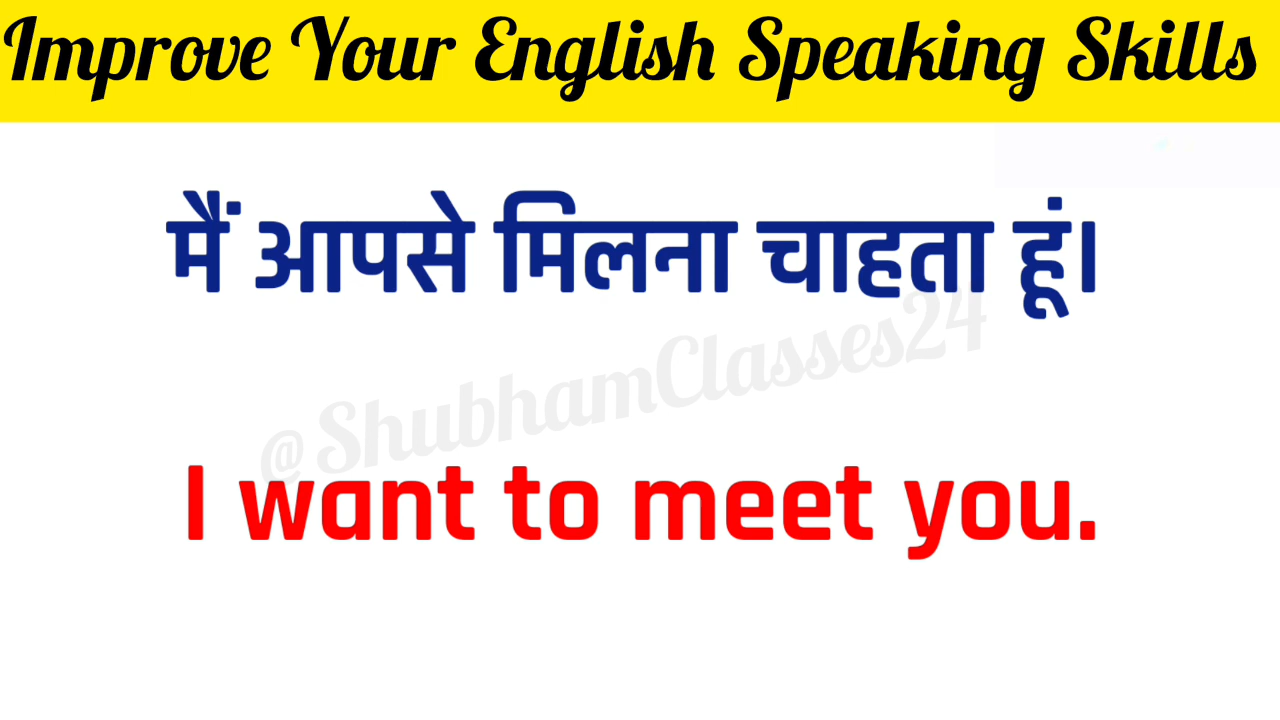 Improve Your English Speaking Skills
मैं आपसे मिलना चाहता हूं।
@ShubhamClasses24
I want to meet you.